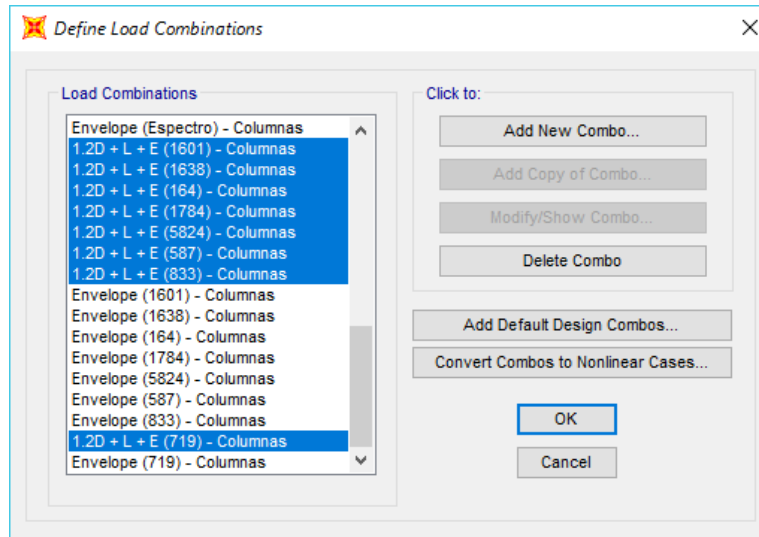 Define Load Combinations
Load Combinations
Envelope (Espectro) - Columnas
1.2D + L + E (1601) - Columnas
1.2D + L + E (1638) - Columnas
1.2D + L + E (164) - Columnas
1.2D + L + E (1784) - Columnas
1.2D + L + E (5824) - Columnas
1.2D + L + E (587) - Columnas
1.2D + L + E (833) - Columnas
Envelope (1601) - Columnas
Envelope (1638) - Columnas
Envelope (164) - Columnas
Envelope (1784) - Columnas
Envelope (5824) - Columnas
Envelope (587) - Columnas
Envelope (833) - Columnas
1.2D + L + E (719) - Columnas
Envelope (719) - Columnas
Click to:
Add New Combo...
Add Copy of Combo...
Modify/Show Combo...
Delete Combo
Add Default Design Combos...
Convert Combos to Nonlinear Cases...
OK
Cancel